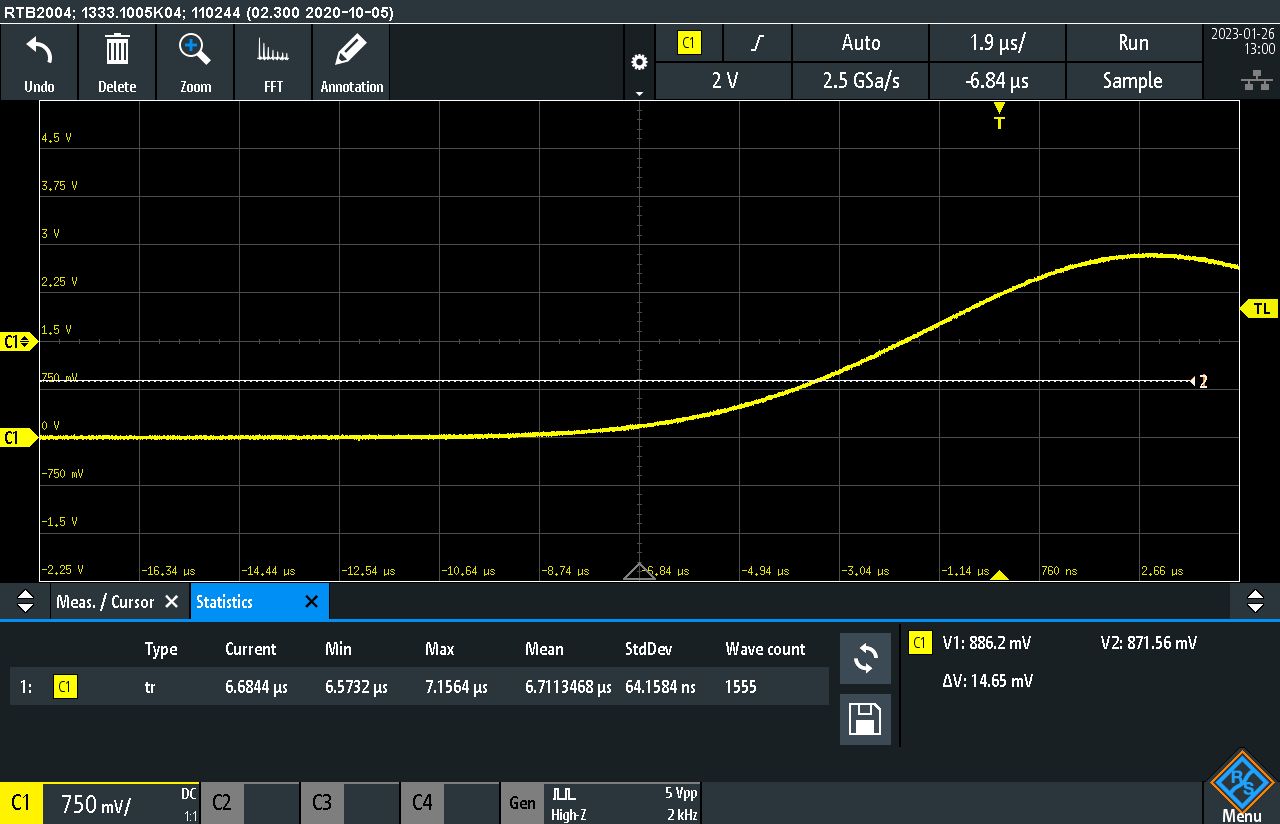 RTB2004; 1333.1005K04; 110244 (02.300 2020-10-05)
Undo Delete Zoom FFT Annotation
C1 Auto 1.9 µs/ Run
2 V 2.5 GSa/s -6.84 µs Sample
2023-01-26
13:00
T
4.5 V
3.75 V
3 V
2.25 V
TL
1.5 V
C1
750 mV
2
0 V
C1
-750 mV
-1.5 V
-2.25 V -16.34 µs -14.44 µs -12.54 µs -10.64 µs -8.74 µs -6.84 µs -4.94 µs -3.04 µs -1.14 µs 760 ns 2.66 µs
Meas. / Cursor Statistics
Type Current Min Max Mean StdDev Wave count
1: C1 tr 6.6844 µs 6.5732 µs 7.1564 µs 6.7113468 µs 64.1584 ns 1555
C1 V1: 886.2 mV V2: 871.56 mV
ΔV: 14.65 mV
C1 750 mV/ DC 1:1
C2 C3 C4
Gen High-Z 5 Vpp 2 kHz
R S
Menu